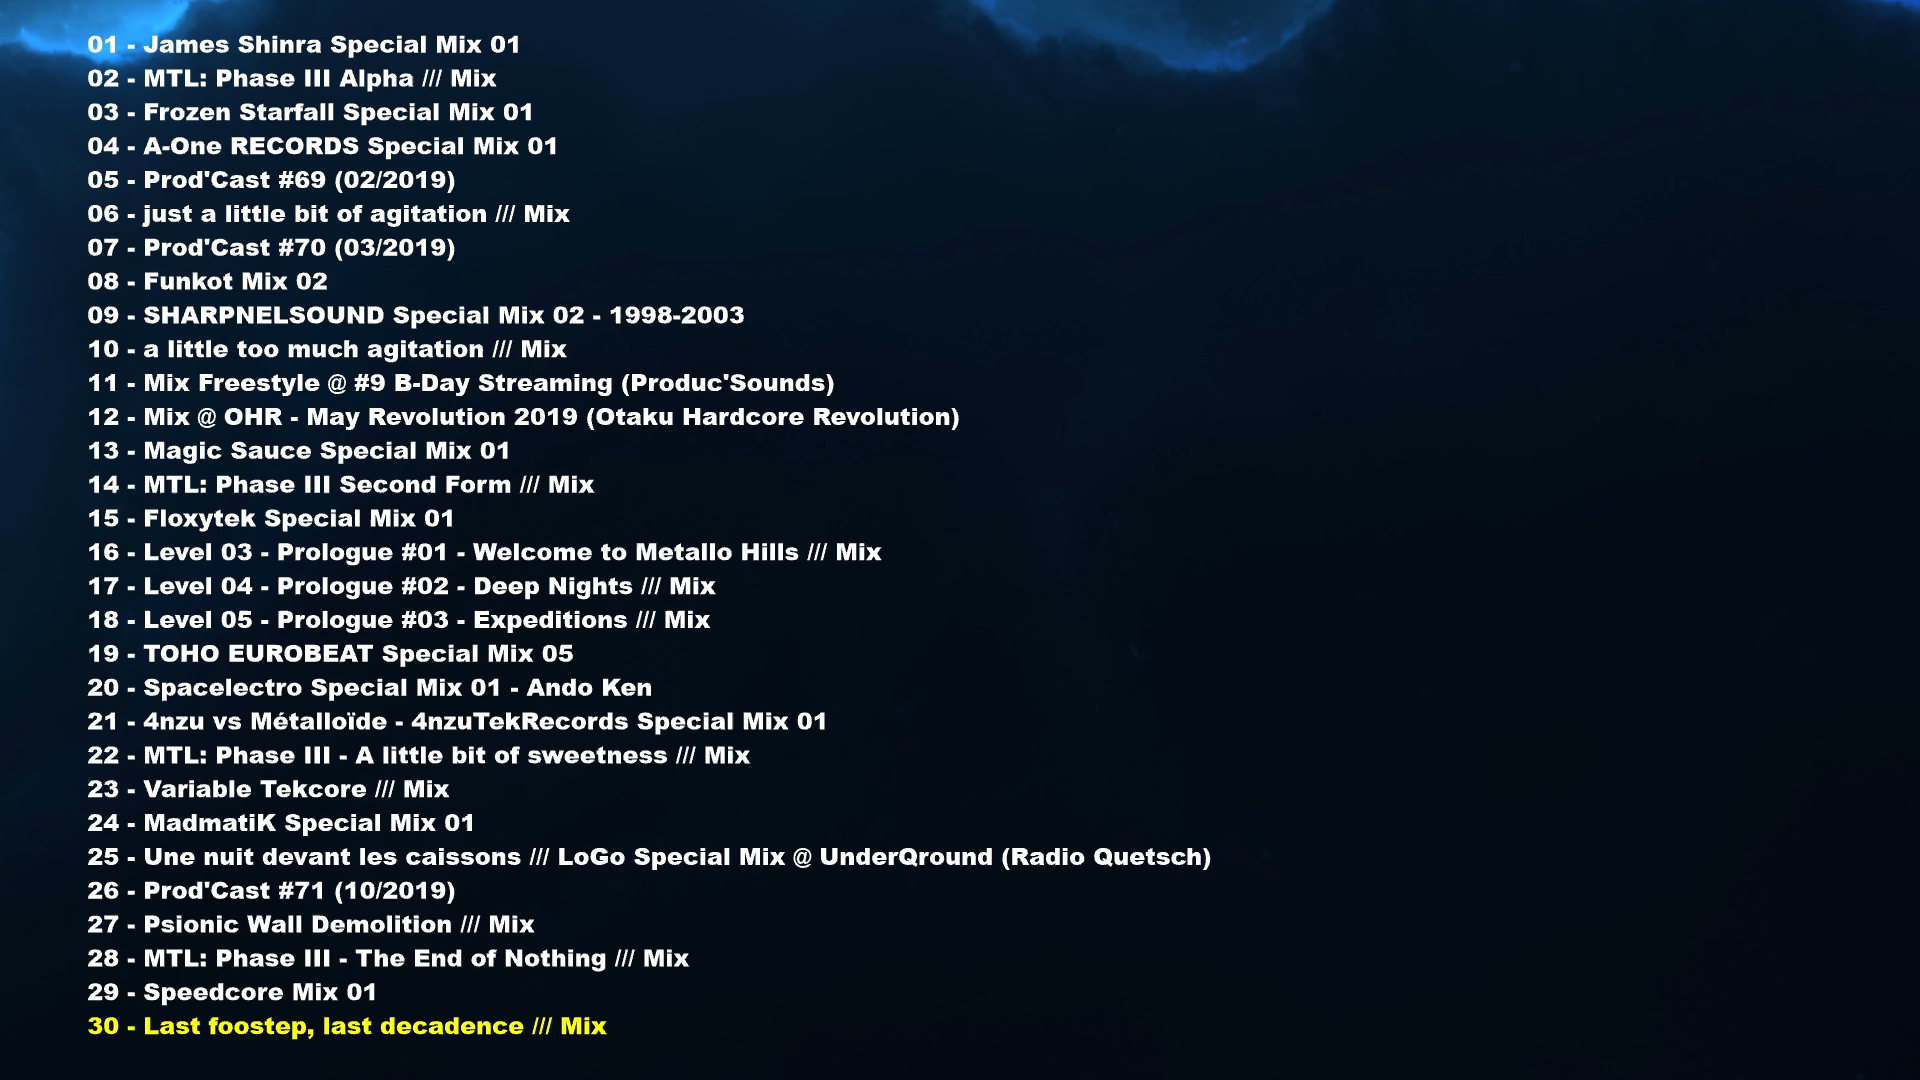 01 - James Shinra Special Mix 01
02 - MTL: Phase III Alpha /// Mix
03 - Frozen Starfall Special Mix 01
04 - A-One RECORDS Special Mix 01
05 - Prod'Cast #69 (02/2019)
06 - just a little bit of agitation /// Mix
07 - Prod'Cast #70 (03/2019)
08 - Funkot Mix 02
09 - SHARPNELSOUND Special Mix 02 - 1998-2003
10 - a little too much agitation /// Mix
11 - Mix Freestyle @ #9 B-Day Streaming (Produc'Sounds)
12 - Mix @ OHR - May Revolution 2019 (Otaku Hardcore Revolution)
13 - Magic Sauce Special Mix 01
14 - MTL: Phase III Second Form /// Mix
15 - Floxytek Special Mix 01
16 - Level 03 - Prologue #01 - Welcome to Metallo Hills /// Mix
17 - Level 04 - Prologue #02 - Deep Nights /// Mix
18 - Level 05 - Prologue #03 - Expeditions /// Mix
19 - TOHO EUROBEAT Special Mix 05
20 - Spacelectro Special Mix 01 - Ando Ken
21 - 4nzu vs Métalloïde - 4nzuTekRecords Special Mix 01
22 - MTL: Phase III - A little bit of sweetness /// Mix
23 - Variable Tekcore /// Mix
24 - MadmatiK Special Mix 01
25 - Une nuit devant les caissons /// LoGo Special Mix @ UnderQround (Radio Quetsch)
26 - Prod'Cast #71 (10/2019)
27 - Psionic Wall Demolition /// Mix
28 - MTL: Phase III - The End of Nothing /// Mix
29 - Speedcore Mix 01
30 - Last foostep, last decadence /// Mix